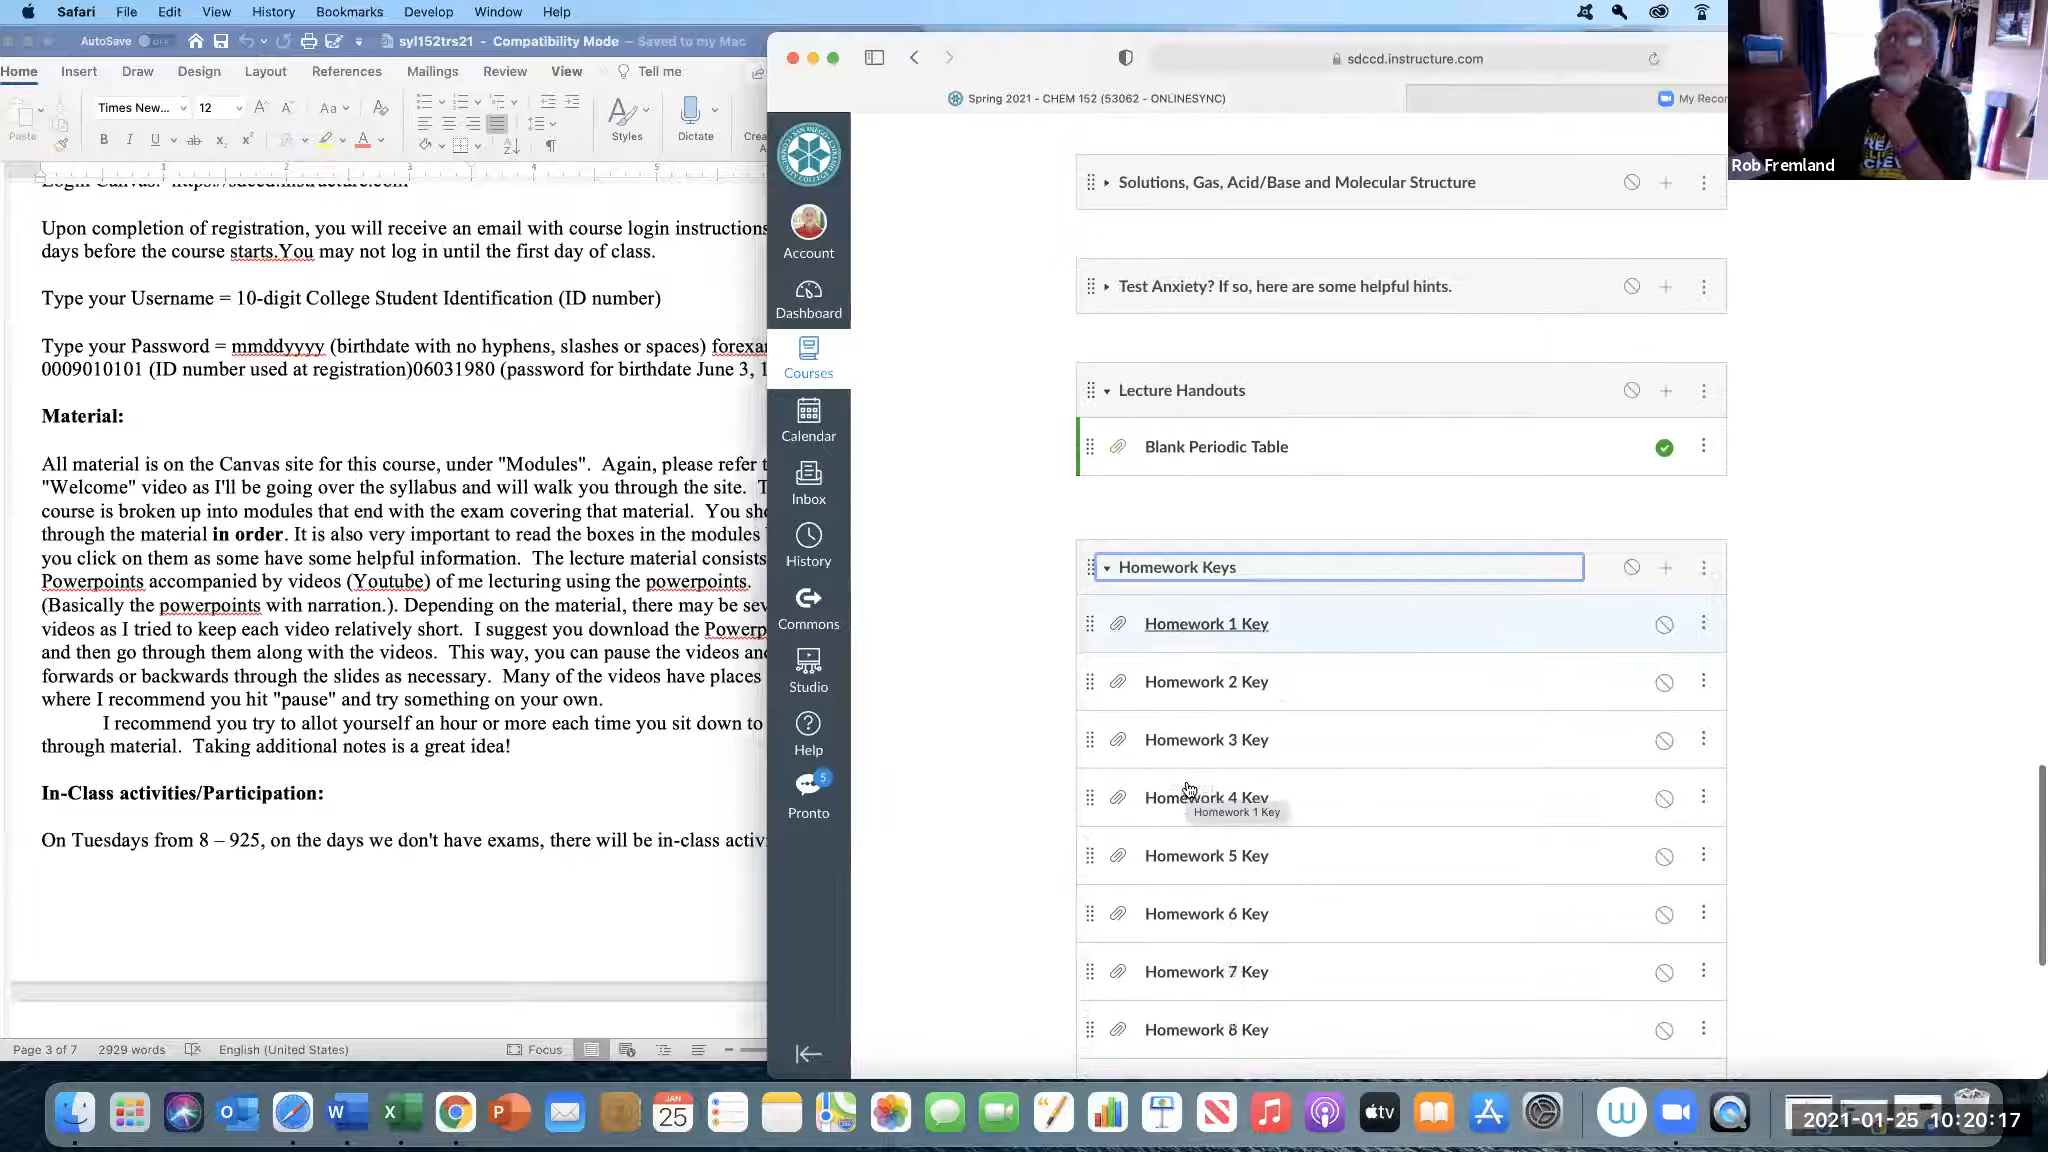 Safari File Edit View History Bookmarks Develop Window Help
AutoSave OFF syl152trs21 - Compatibility Mode — Saved to my Mac
Home Insert Draw Design Layout References Mailings Review View Tell me
Paste Times New... 12 Styles Dictate
Upon completion of registration, you will receive an email with course login instructions
days before the course starts.You may not log in until the first day of class.
Type your Username = 10-digit College Student Identification (ID number)
Type your Password = mmddyyyy (birthdate with no hyphens, slashes or spaces) forexa
0009010101 (ID number used at registration)06031980 (password for birthdate June 3, 1
Material:
All material is on the Canvas site for this course, under "Modules". Again, please refer t
"Welcome" video as I'll be going over the syllabus and will walk you through the site. T
course is broken up into modules that end with the exam covering that material. You sho
through the material in order. It is also very important to read the boxes in the modules
you click on them as some have some helpful information. The lecture material consists
Powerpoints accompanied by videos (Youtube) of me lecturing using the powerpoints.
(Basically the powerpoints with narration.). Depending on the material, there may be sev
videos as I tried to keep each video relatively short. I suggest you download the Powerp
and then go through them along with the videos. This way, you can pause the videos and
forwards or backwards through the slides as necessary. Many of the videos have places
where I recommend you hit "pause" and try something on your own.
I recommend you try to allot yourself an hour or more each time you sit down to
through material. Taking additional notes is a great idea!
In-Class activities/Participation:
On Tuesdays from 8 – 925, on the days we don't have exams, there will be in-class activi
Page 3 of 7 2929 words English (United States) Focus
sdccd.instructure.com
Spring 2021 - CHEM 152 (53062 - ONLINESYNC) My Recor
Account
Dashboard
Courses
Calendar
Inbox
History
Commons
Studio
Help
5
Pronto
Solutions, Gas, Acid/Base and Molecular Structure
Test Anxiety? If so, here are some helpful hints.
Lecture Handouts
Blank Periodic Table
Homework Keys
Homework 1 Key
Homework 2 Key
Homework 3 Key
Homework 4 Key
Homework 1 Key
Homework 5 Key
Homework 6 Key
Homework 7 Key
Homework 8 Key
Rob Fremland
JAN
25
tv
2021-01-25 10:20:17